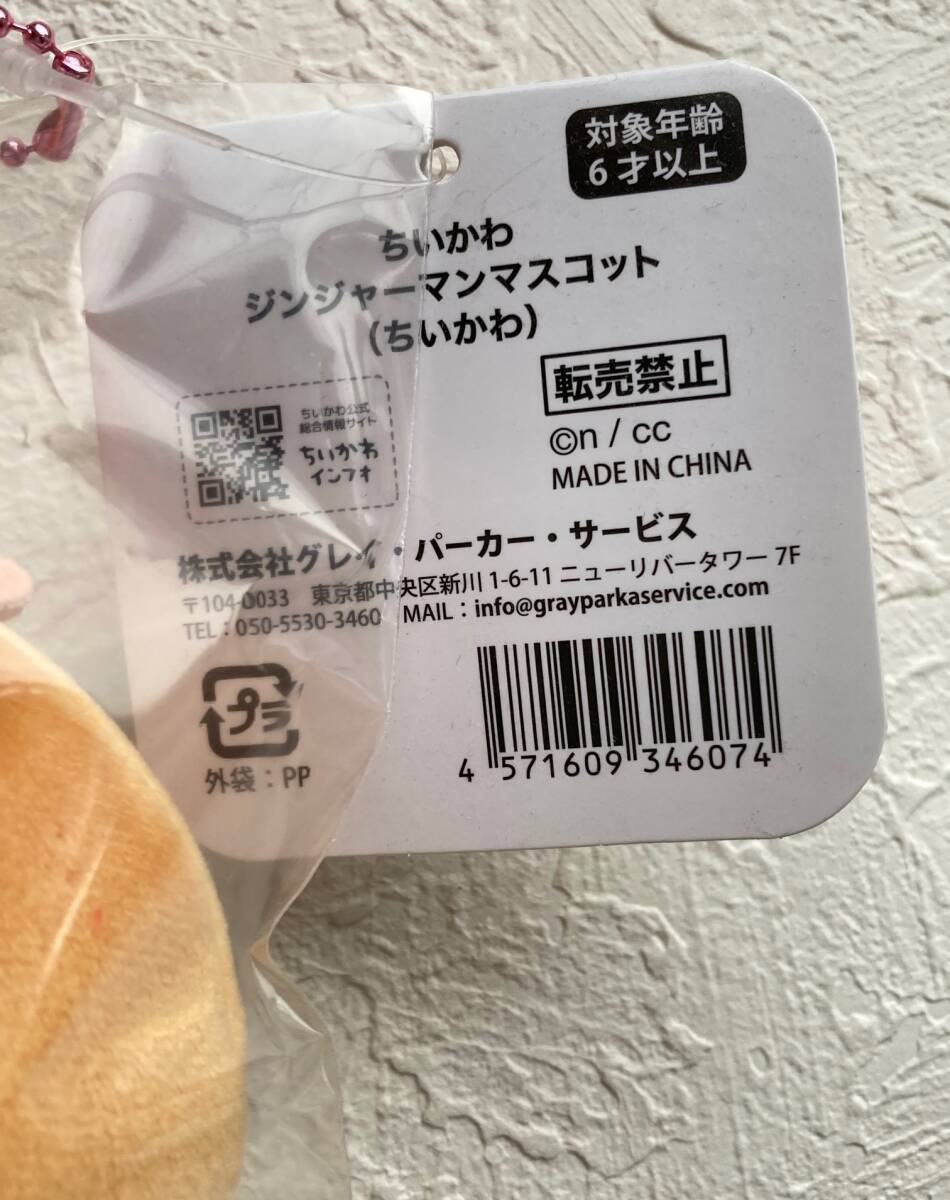 対象年齢
6才以上
ちいかわ
ジンジャーマンマスコット
（ちいかわ）
転売禁止
©n / cc
MADE IN CHINA
ちいかわ公式
総合情報サイト
ちいかわ
インフォ
株式会社グレイ・パーカー・サービス
〒104-0033　東京都中央区新川 1-6-11 ニューリバータワー 7F
TEL：050-5530-3460　MAIL：info@grayparkaservice.com
プラ
外袋：PP
4 571609 346074